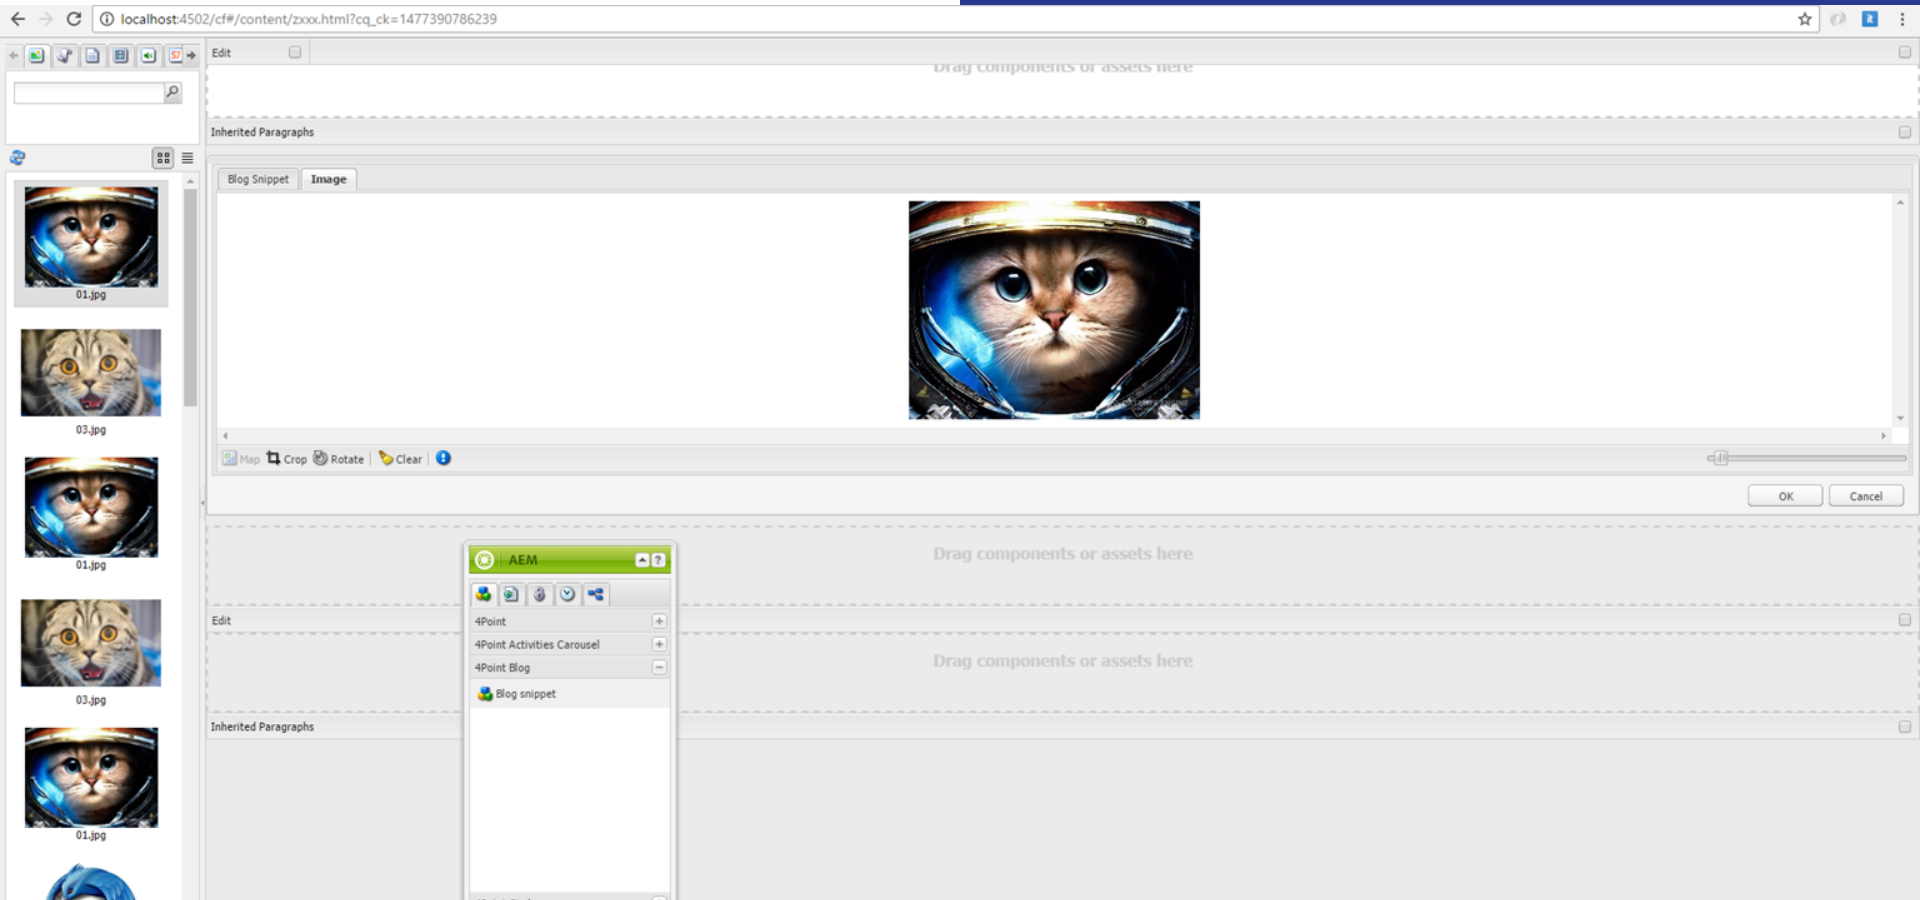 localhost:4502/cf#/content/zxxx.html?cq_ck=1477390786239
Edit
Drag components or assets here
Inherited Paragraphs
Blog Snippet
Image
01.jpg
03.jpg
01.jpg
03.jpg
01.jpg
Map
Crop
Rotate
Clear
OK
Cancel
Drag components or assets here
AEM
?
4Point
4Point Activities Carousel
4Point Blog
Blog snippet
Edit
Drag components or assets here
Inherited Paragraphs